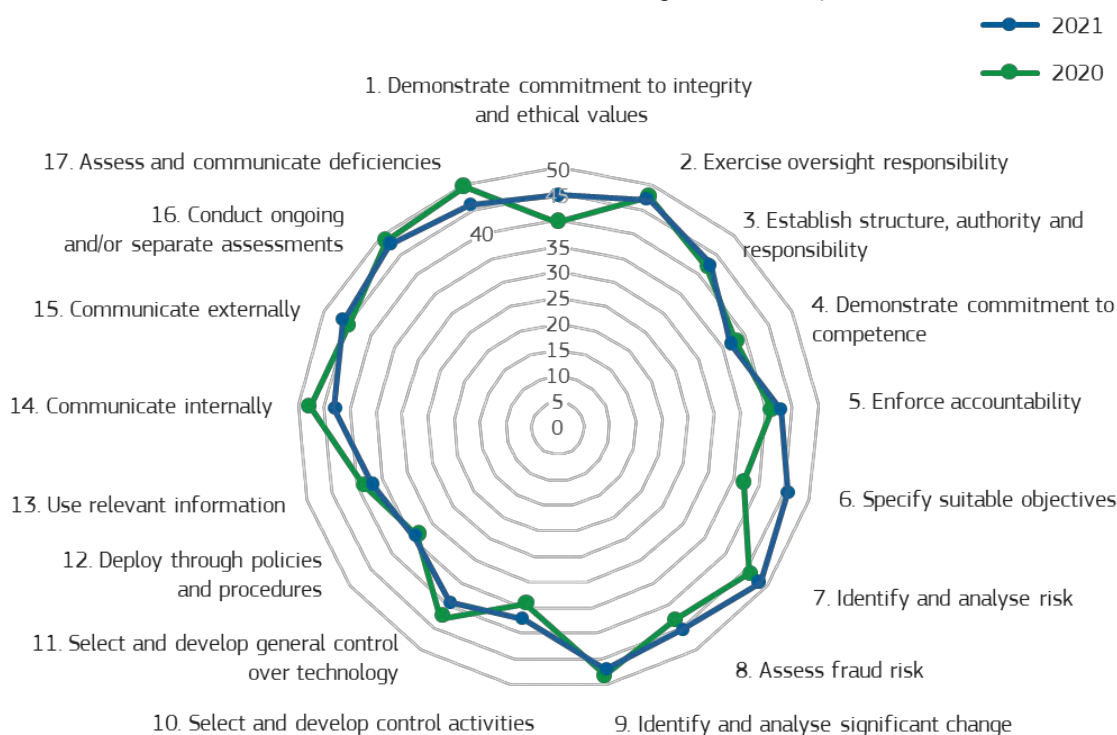 2021
2020
1. Demonstrate commitment to integrity
and ethical values
17. Assess and communicate deficiencies
2. Exercise oversight responsibility
16. Conduct ongoing
and/or separate assessments
3. Establish structure, authority and
responsibility
15. Communicate externally
4. Demonstrate commitment to
competence
14. Communicate internally
5. Enforce accountability
13. Use relevant information
6. Specify suitable objectives
12. Deploy through policies
and procedures
7. Identify and analyse risk
11. Select and develop general control
over technology
8. Assess fraud risk
10. Select and develop control activities
9. Identify and analyse significant change
50
45
40
35
30
25
20
15
10
5
0